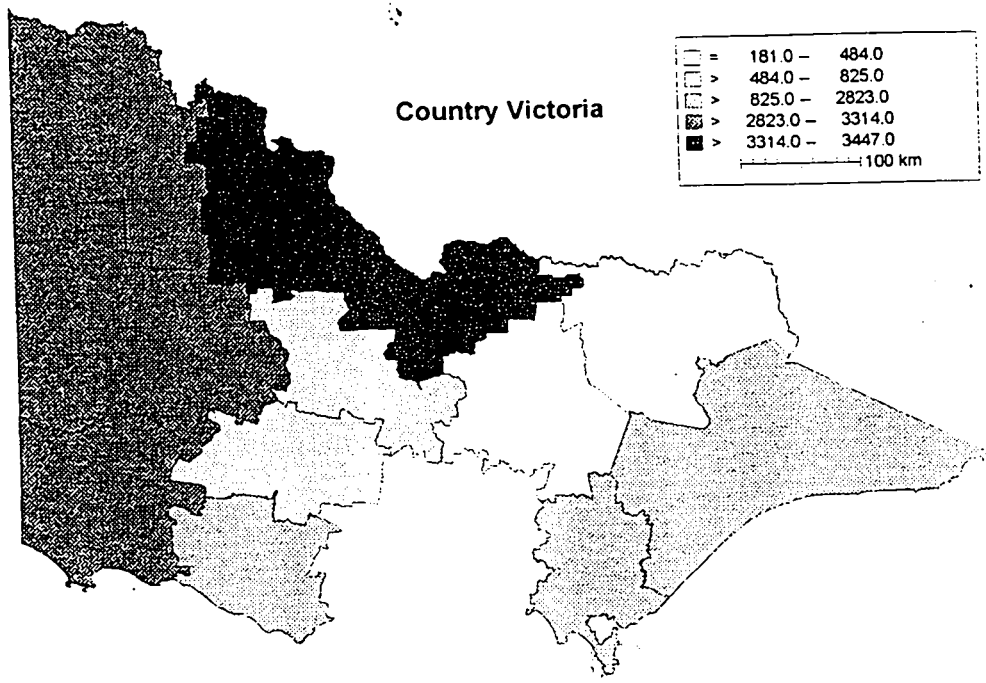 Country Victoria
= 181.0 – 484.0
> 484.0 – 825.0
> 825.0 – 2823.0
> 2823.0 – 3314.0
> 3314.0 – 3447.0
100 km